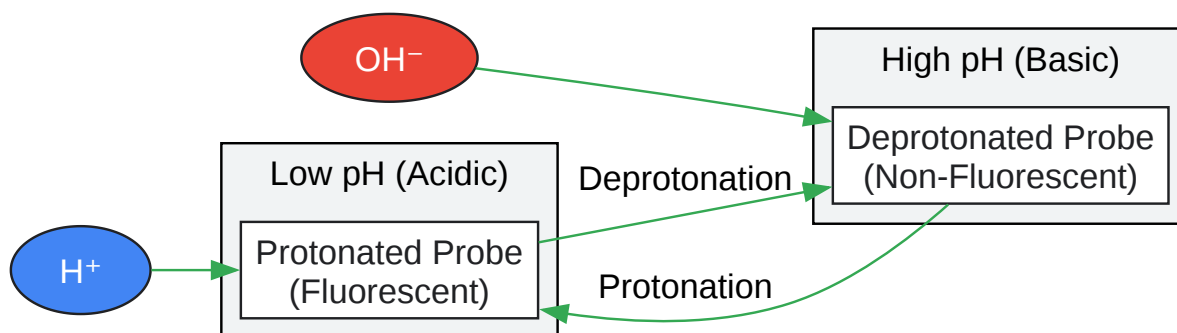 OH⁻
High pH (Basic)
Deprotonated Probe
(Non-Fluorescent)
Low pH (Acidic)
Deprotonation
H⁺
Protonated Probe
(Fluorescent)
Protonation